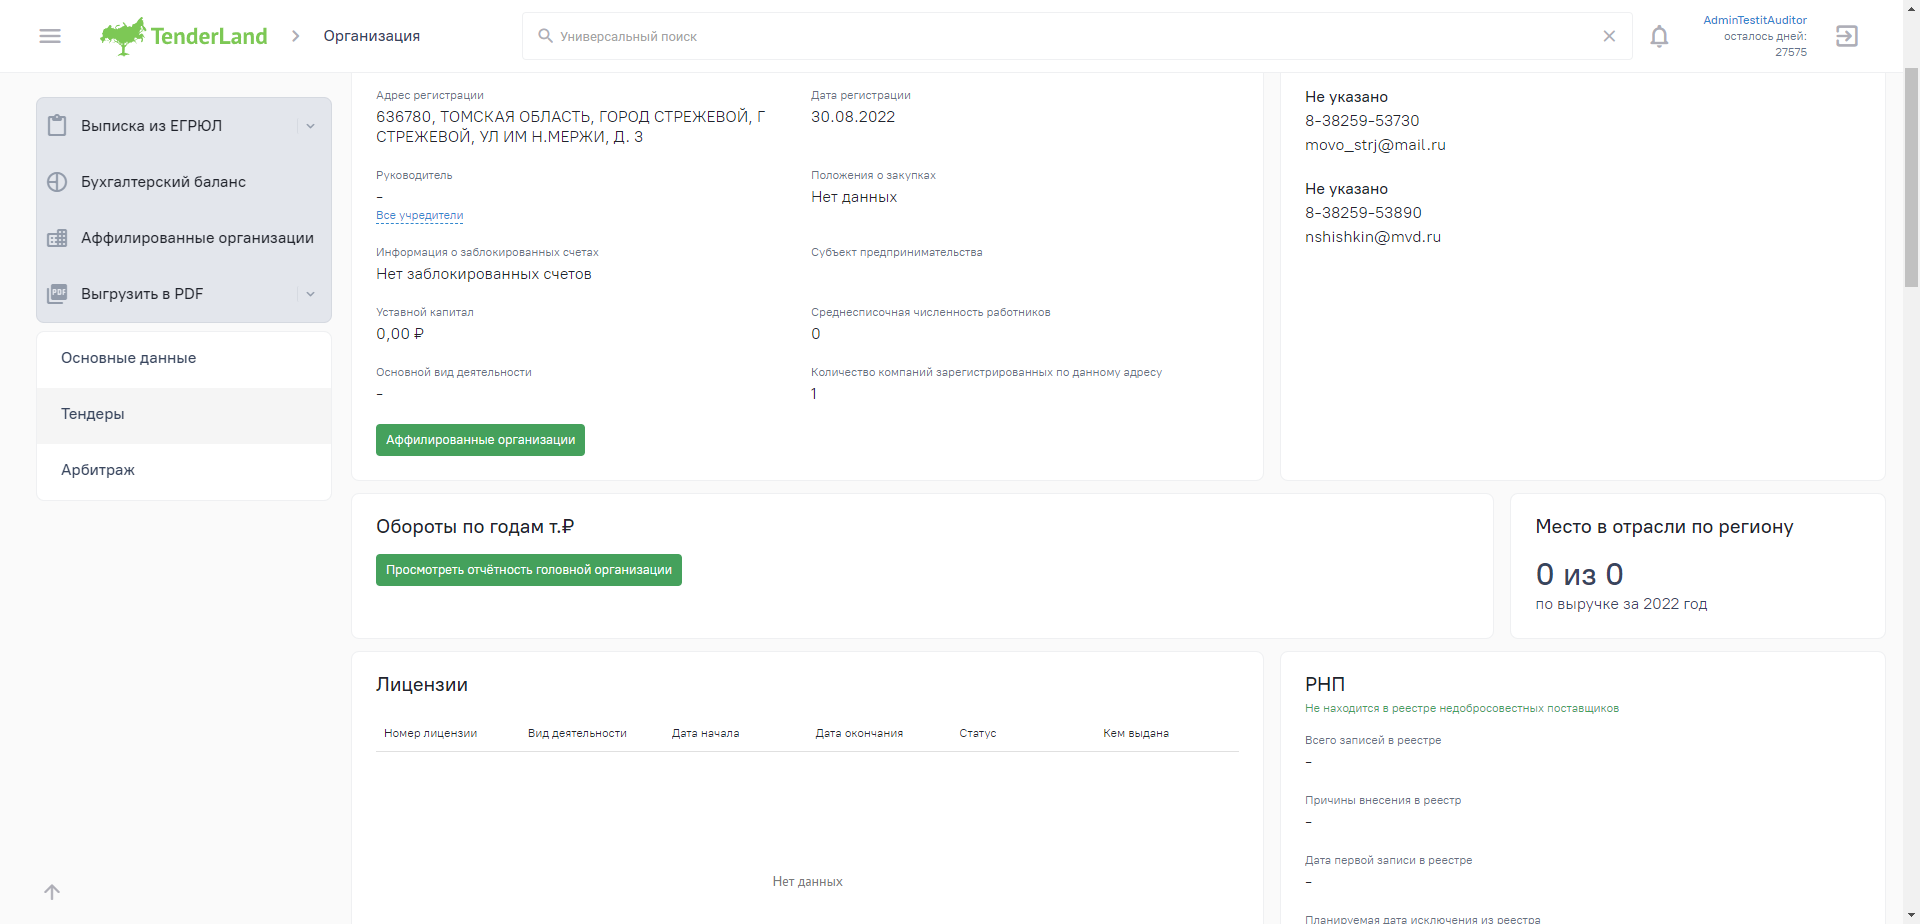 TenderLand
Организация
Универсальный поиск
AdminTestitAuditor
осталось дней:
27575
Выписка из ЕГРЮЛ
Бухгалтерский баланс
Аффилированные организации
PDF
Выгрузить в PDF
Основные данные
Тендеры
Арбитраж
Адрес регистрации
636780, ТОМСКАЯ ОБЛАСТЬ, ГОРОД СТРЕЖЕВОЙ, Г
СТРЕЖЕВОЙ, УЛ ИМ Н.МЕРЖИ, Д. 3
Дата регистрации
30.08.2022
Руководитель
–
Все учредители
Положения о закупках
Нет данных
Информация о заблокированных счетах
Нет заблокированных счетов
Субъект предпринимательства
Уставной капитал
0,00 ₽
Среднесписочная численность работников
0
Основной вид деятельности
–
Количество компаний зарегистрированных по данному адресу
1
Аффилированные организации
Не указано
8-38259-53730
movo_strj@mail.ru
Не указано
8-38259-53890
nshishkin@mvd.ru
Обороты по годам т.₽
Просмотреть отчётность головной организации
Место в отрасли по региону
0 из 0
по выручке за 2022 год
Лицензии
Номер лицензии Вид деятельности Дата начала Дата окончания Статус Кем выдана
Нет данных
РНП
Не находится в реестре недобросовестных поставщиков
Всего записей в реестре
–
Причины внесения в реестр
–
Дата первой записи в реестре
–
Планируемая дата исключения из реестра